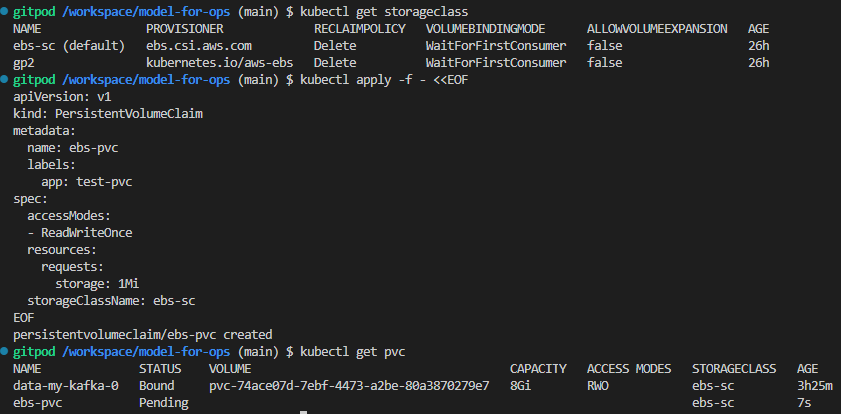 gitpod /workspace/model-for-ops (main) $ kubectl get storageclass
NAME PROVISIONER RECLAIMPOLICY VOLUMEBINDINGMODE ALLOWVOLUMEEXPANSION AGE
ebs-sc (default) ebs.csi.aws.com Delete WaitForFirstConsumer false 26h
gp2 kubernetes.io/aws-ebs Delete WaitForFirstConsumer false 26h
gitpod /workspace/model-for-ops (main) $ kubectl apply -f - <<EOF
apiVersion: v1
kind: PersistentVolumeClaim
metadata:
  name: ebs-pvc
  labels:
    app: test-pvc
spec:
  accessModes:
  - ReadWriteOnce
  resources:
    requests:
      storage: 1Mi
  storageClassName: ebs-sc
EOF
persistentvolumeclaim/ebs-pvc created
gitpod /workspace/model-for-ops (main) $ kubectl get pvc
NAME STATUS VOLUME CAPACITY ACCESS MODES STORAGECLASS AGE
data-my-kafka-0 Bound pvc-74ace07d-7ebf-4473-a2be-80a3870279e7 8Gi RWO ebs-sc 3h25m
ebs-pvc Pending ebs-sc 7s